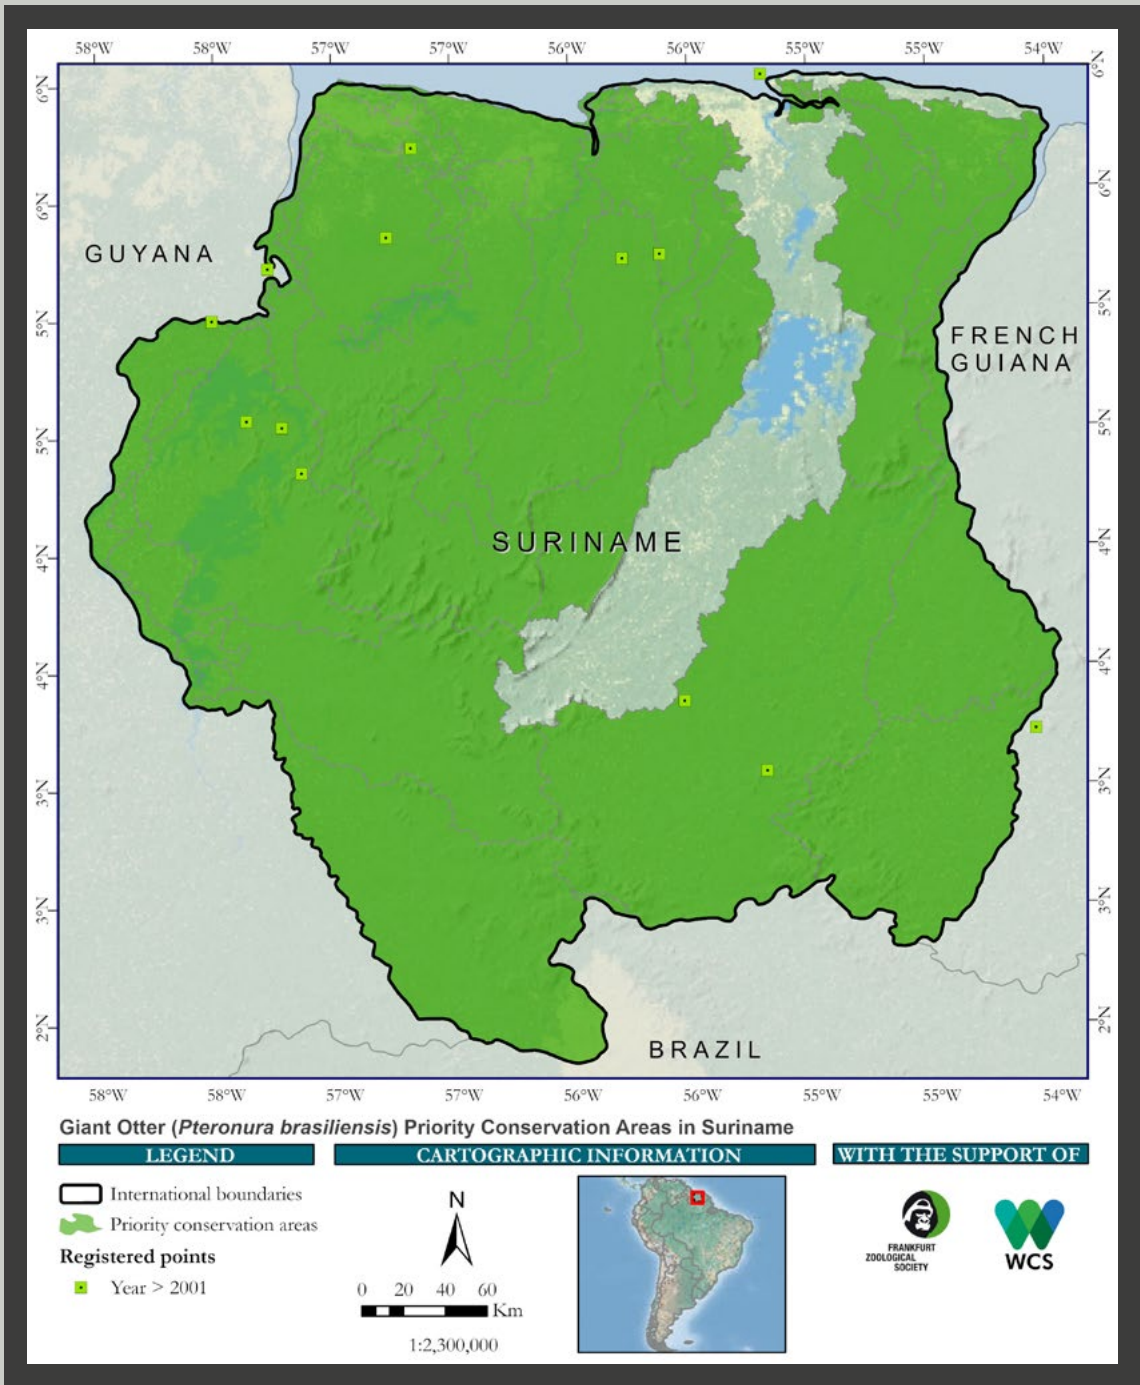 58°W 58°W 57°W 57°W 56°W 56°W 55°W 55°W 54°W
6°N 6°N
6°N 6°N
GUYANA
5°N 5°N
FRENCH
GUIANA
5°N 5°N
SURINAME
4°N 4°N
4°N 4°N
3°N 3°N
3°N 3°N
2°N 2°N
BRAZIL
58°W 58°W 57°W 57°W 56°W 56°W 55°W 55°W 54°W
Giant Otter (Pteronura brasiliensis) Priority Conservation Areas in Suriname
LEGEND
International boundaries
Priority conservation areas
Registered points
Year > 2001
CARTOGRAPHIC INFORMATION
N
0 20 40 60
Km
1:2,300,000
WITH THE SUPPORT OF
FRANKFURT
ZOOLOGICAL
SOCIETY
WCS